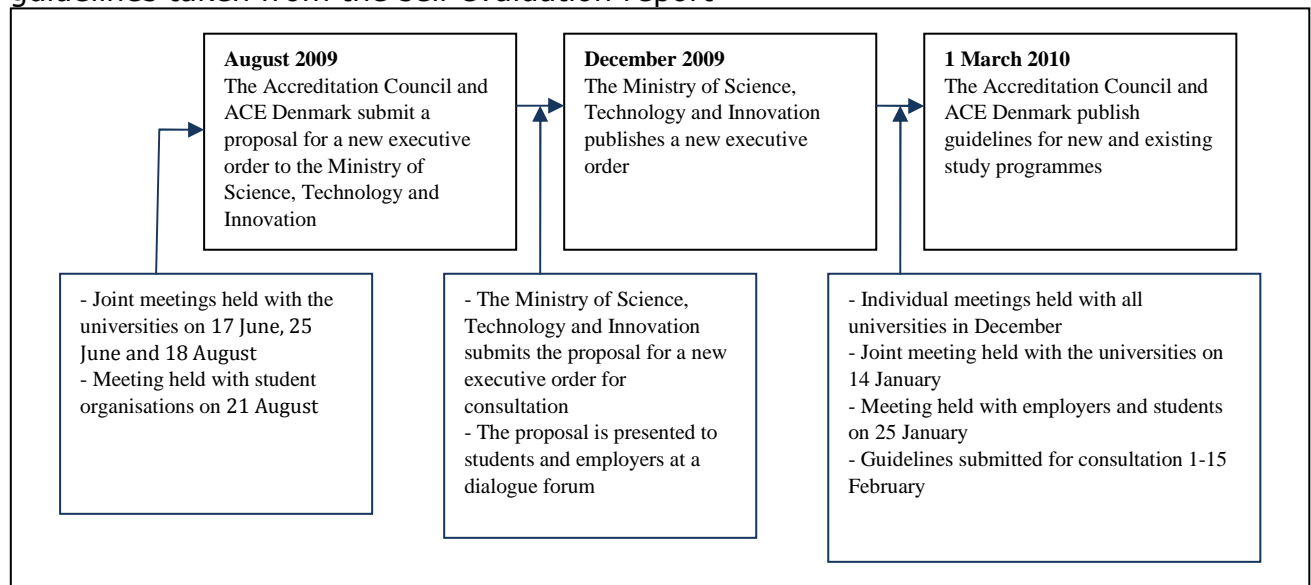 guidelines taken from the self-evaluation report
August 2009
The Accreditation Council and
ACE Denmark submit a
proposal for a new executive
order to the Ministry of
Science, Technology and
Innovation
December 2009
The Ministry of Science,
Technology and Innovation
publishes a new executive
order
1 March 2010
The Accreditation Council and
ACE Denmark publish
guidelines for new and existing
study programmes
- Joint meetings held with the
universities on 17 June, 25
June and 18 August
- Meeting held with student
organisations on 21 August
- The Ministry of Science,
Technology and Innovation
submits the proposal for a new
executive order for
consultation
- The proposal is presented to
students and employers at a
dialogue forum
- Individual meetings held with all
universities in December
- Joint meeting held with the universities on
14 January
- Meeting held with employers and students
on 25 January
- Guidelines submitted for consultation 1-15
February